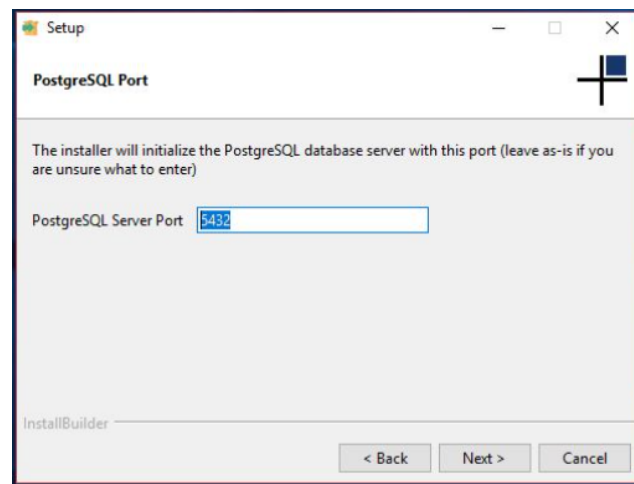 Setup
PostgreSQL Port
The installer will initialize the PostgreSQL database server with this port (leave as-is if you
are unsure what to enter)
PostgreSQL Server Port 5432
InstallBuilder
< Back Next > Cancel